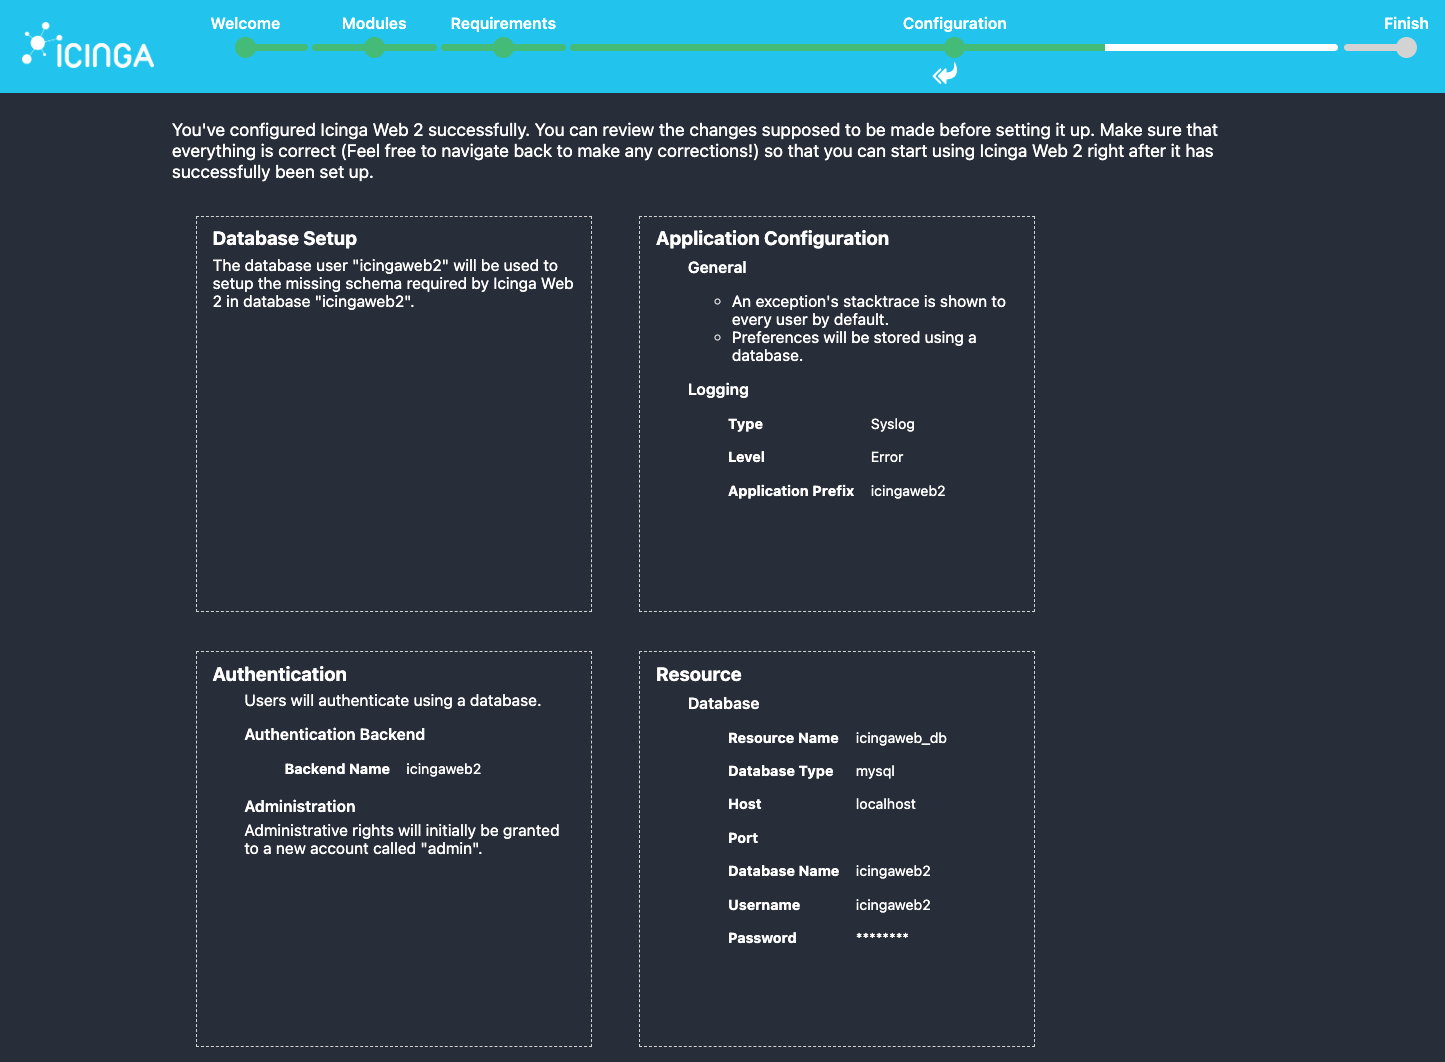 Welcome
Modules
Requirements
Configuration
Finish
iCINGA
You've configured Icinga Web 2 successfully. You can review the changes supposed to be made before setting it up. Make sure that
everything is correct (Feel free to navigate back to make any corrections!) so that you can start using Icinga Web 2 right after it has
successfully been set up.
Database Setup
The database user "icingaweb2" will be used to
setup the missing schema required by Icinga Web
2 in database "icingaweb2".
Application Configuration
General
An exception's stacktrace is shown to
every user by default.
Preferences will be stored using a
database.
Logging
Type Syslog
Level Error
Application Prefix icingaweb2
Authentication
Users will authenticate using a database.
Authentication Backend
Backend Name icingaweb2
Administration
Administrative rights will initially be granted
to a new account called "admin".
Resource
Database
Resource Name icingaweb_db
Database Type mysql
Host localhost
Port
Database Name icingaweb2
Username icingaweb2
Password ********